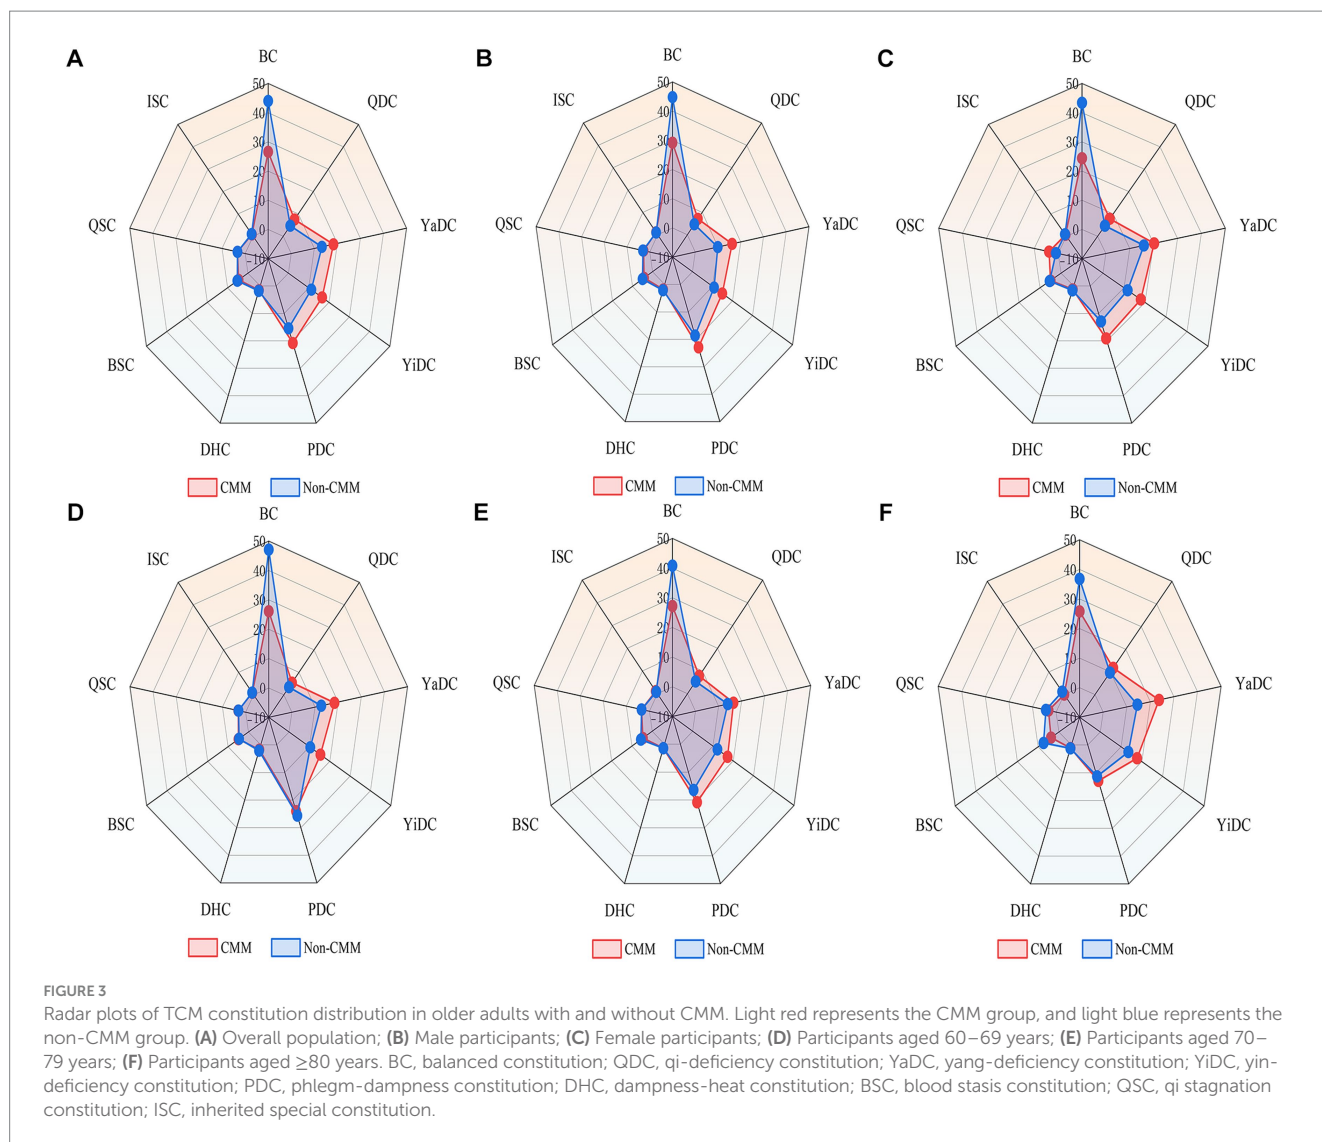 A
BC
50
40
30
20
10
0
-10
ISC
QDC
QSC
YaDC
BSC
YiDC
DHC
PDC
CMM
Non-CMM
B
BC
50
40
30
20
10
0
-10
ISC
QDC
QSC
YaDC
BSC
YiDC
DHC
PDC
CMM
Non-CMM
C
BC
50
40
30
20
10
0
-10
ISC
QDC
QSC
YaDC
BSC
YiDC
DHC
PDC
CMM
Non-CMM
D
BC
50
40
30
20
10
0
-10
ISC
QDC
QSC
YaDC
BSC
YiDC
DHC
PDC
CMM
Non-CMM
E
BC
50
40
30
20
10
0
-10
ISC
QDC
QSC
YaDC
BSC
YiDC
DHC
PDC
CMM
Non-CMM
F
BC
50
40
30
20
10
0
-10
ISC
QDC
QSC
YaDC
BSC
YiDC
DHC
PDC
CMM
Non-CMM
FIGURE 3
Radar plots of TCM constitution distribution in older adults with and without CMM. Light red represents the CMM group, and light blue represents the
non-CMM group. (A) Overall population; (B) Male participants; (C) Female participants; (D) Participants aged 60–69 years; (E) Participants aged 70–
79 years; (F) Participants aged ≥80 years. BC, balanced constitution; QDC, qi-deficiency constitution; YaDC, yang-deficiency constitution; YiDC, yin-
deficiency constitution; PDC, phlegm-dampness constitution; DHC, dampness-heat constitution; BSC, blood stasis constitution; QSC, qi stagnation
constitution; ISC, inherited special constitution.